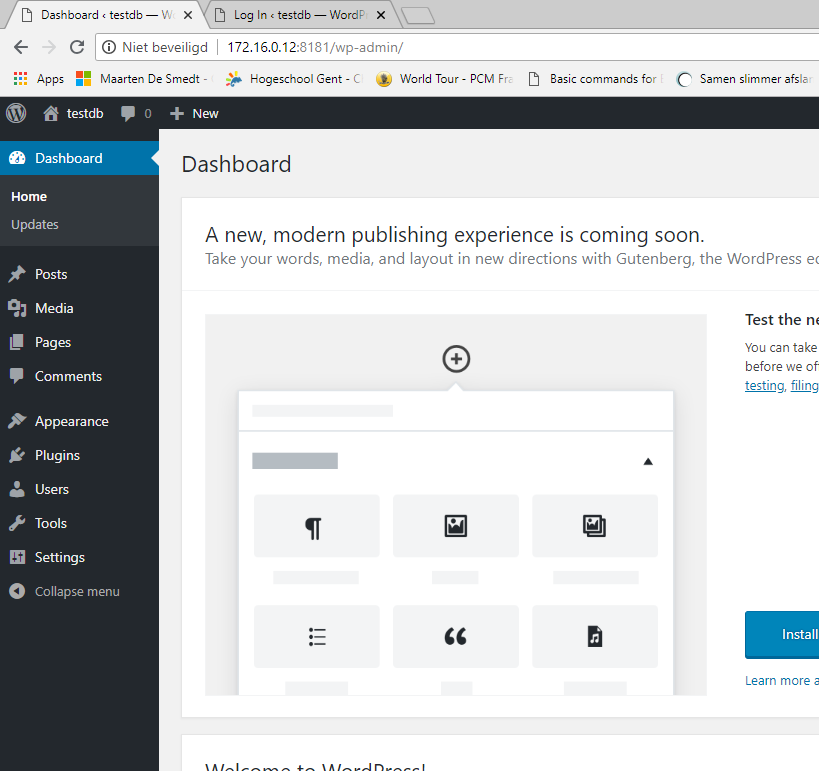 Dashboard ‹ testdb — W
Log In ‹ testdb — WordP
Niet beveiligd
172.16.0.12:8181/wp-admin/
Apps
Maarten De Smedt -
Hogeschool Gent - C
World Tour - PCM Fra
Basic commands for
Samen slimmer afslan
testdb
0
New
Dashboard
Home
Updates
Posts
Media
Pages
Comments
Appearance
Plugins
Users
Tools
Settings
Collapse menu
Dashboard
A new, modern publishing experience is coming soon.
Take your words, media, and layout in new directions with Gutenberg, the WordPress ed
Test the ne
You can take
before we of
testing, filing
Install
Learn more a
Welcome to WordPress!